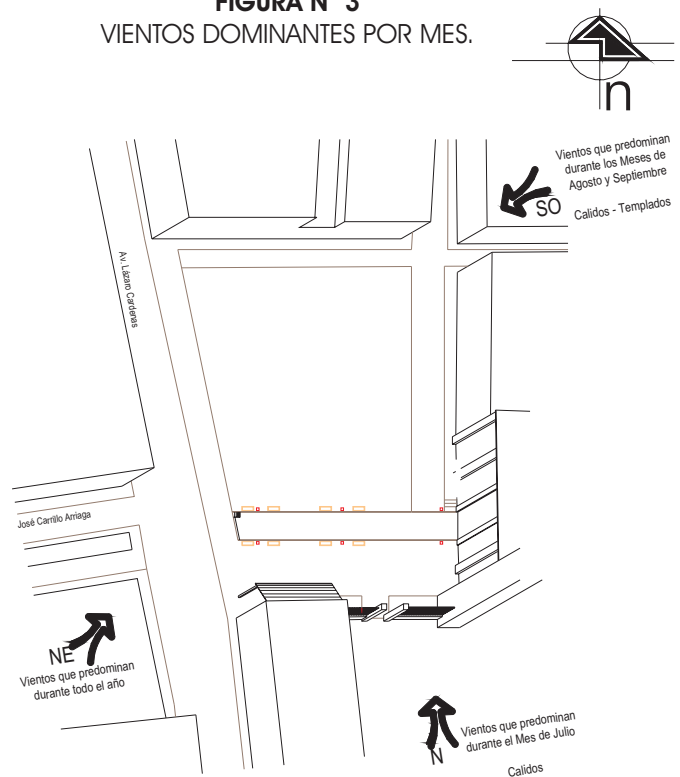 FIGURA N° 3
VIENTOS DOMINANTES POR MES.
n
Vientos que predominan
durante los Meses de
Agosto y Septiembre
SO
Calidos - Templados
Av. Lázaro Cardenas
José Carrillo Arriaga
NE
Vientos que predominan
durante todo el año
N
Vientos que predominan
durante el Mes de Julio
Calidos